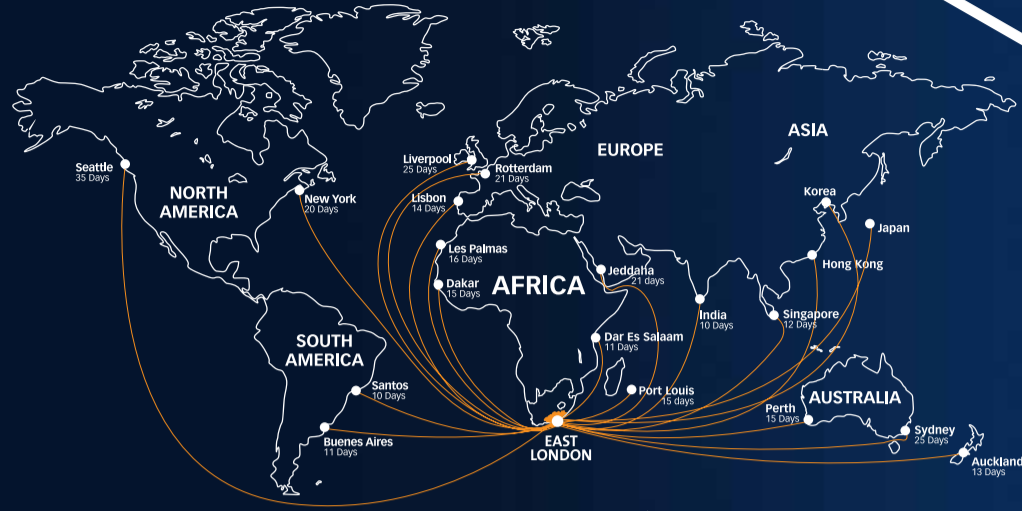 ASIA
EUROPE
Liverpool
25 Days
Rotterdam
21 Days
Seattle
35 Days
NORTH
AMERICA
New York
20 Days
Lisbon
14 Days
Korea
Japan
Les Palmas
16 Days
Hong Kong
Jeddaha
21 days
AFRICA
Dakar
15 Days
India
10 Days
Singapore
12 Days
SOUTH
AMERICA
Dar Es Salaam
11 Days
Santos
10 Days
Port Louis
15 days
AUSTRALIA
Perth
15 Days
Buenes Aires
11 Days
EAST
LONDON
Sydney
25 Days
Auckland
13 Days